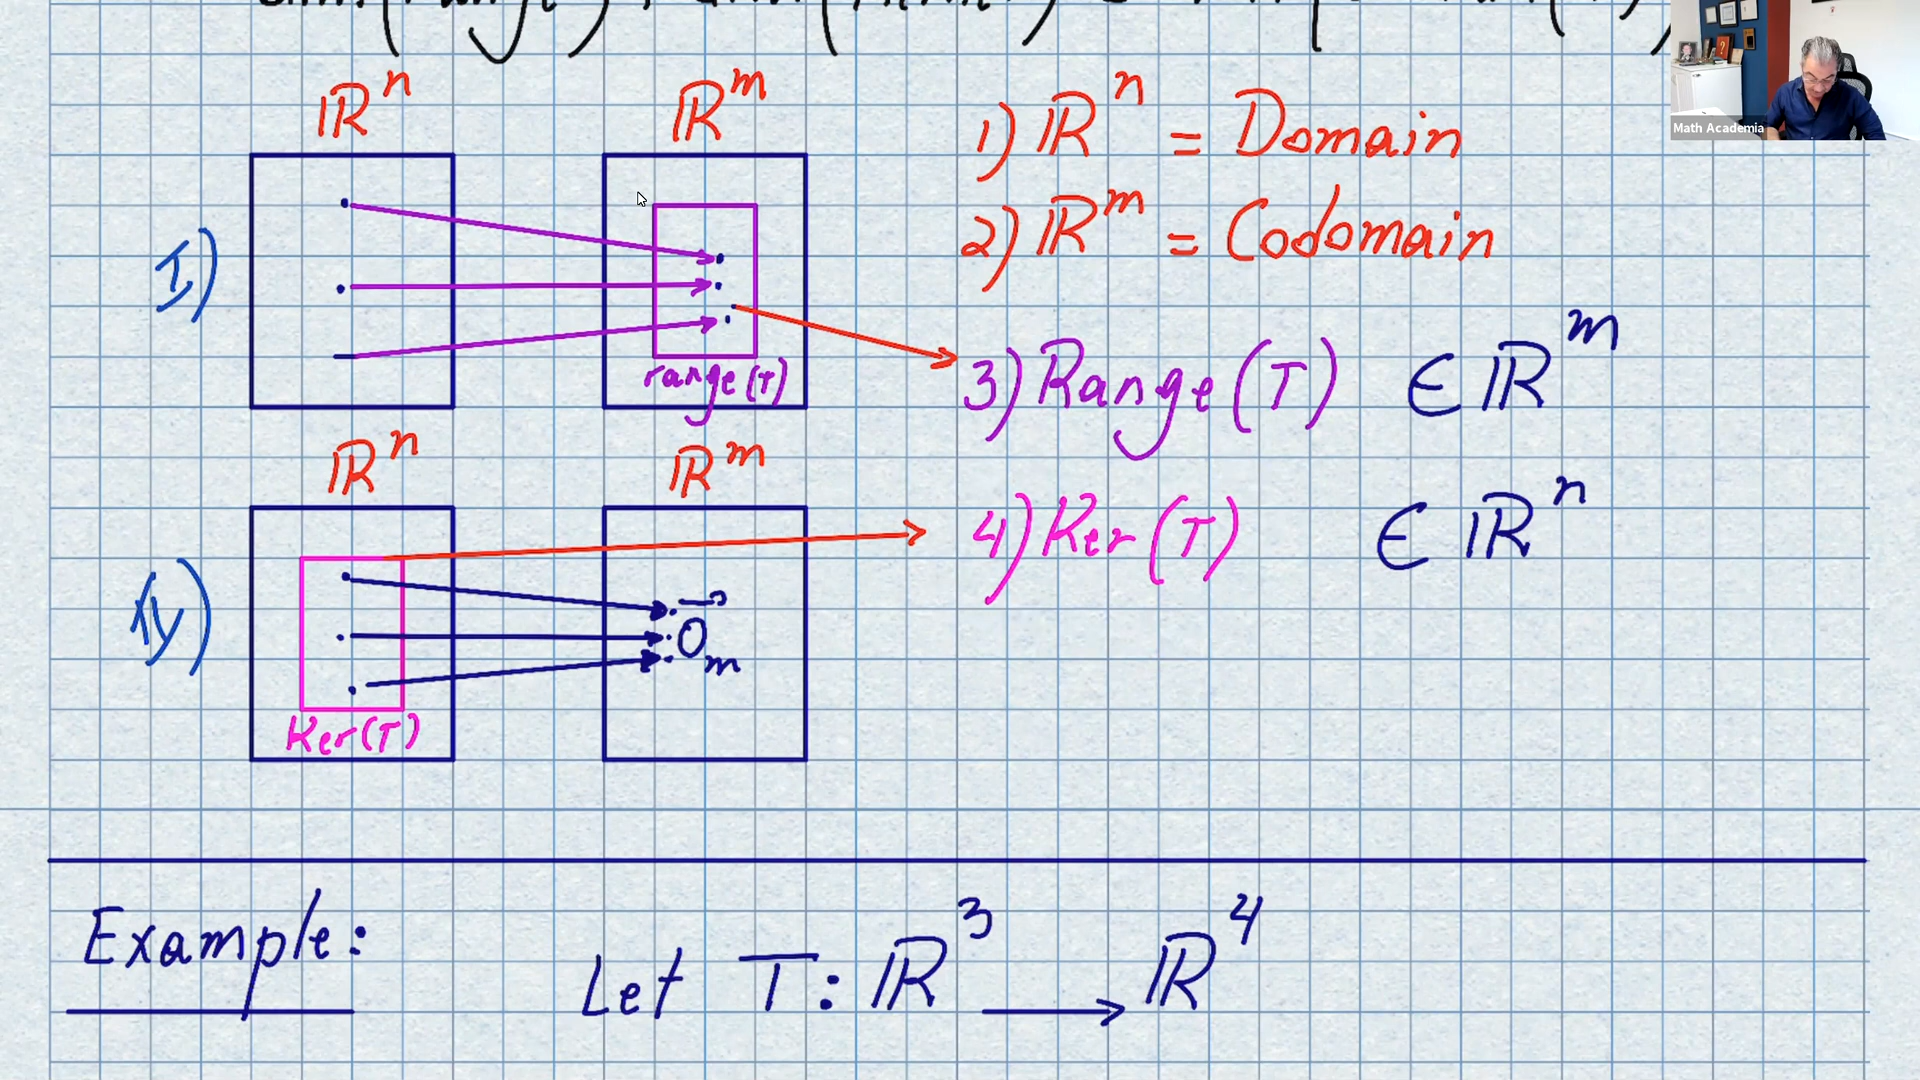 ℝⁿ ℝᵐ
1) ℝⁿ = Domain
2) ℝᵐ = Codomain
I)
range(T)
3) Range(T) ∈ ℝᵐ
ℝⁿ ℝᵐ
4) Ker(T) ∈ ℝⁿ
0⃗ₘ
Ker(T)
Example: Let T: ℝ³ ⟶ ℝ⁴
Math Academia